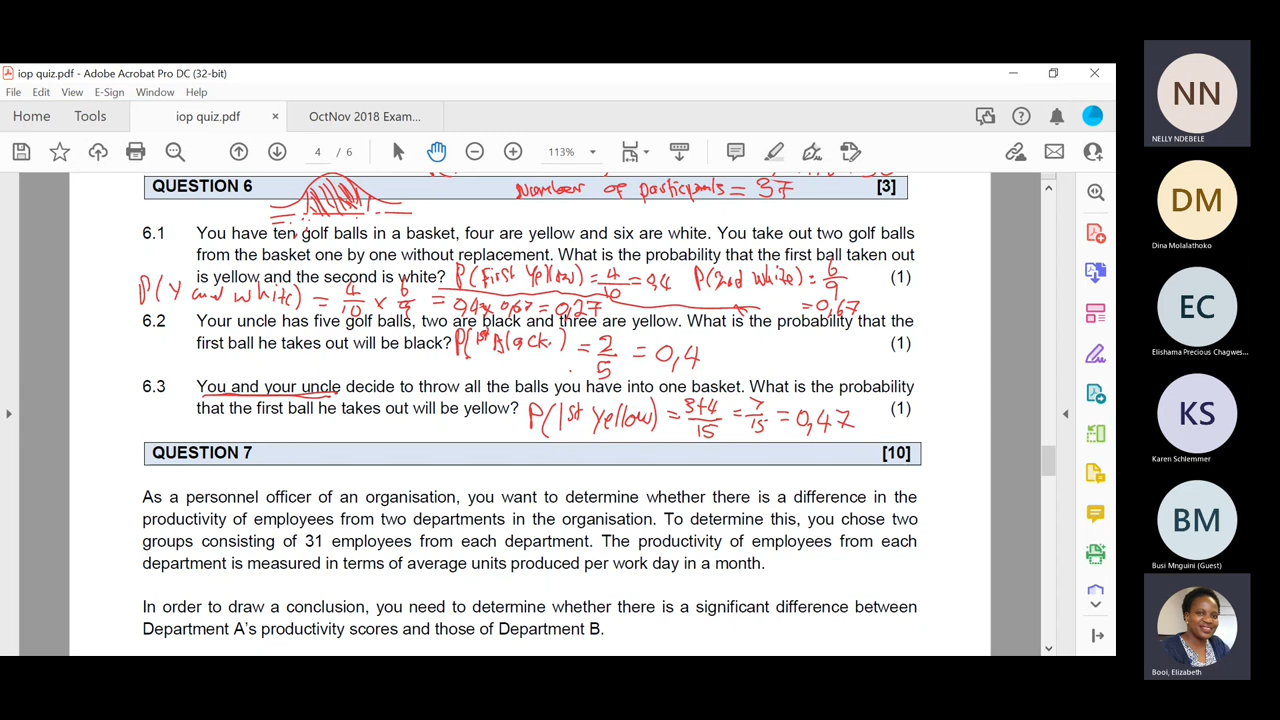 iop quiz.pdf - Adobe Acrobat Pro DC (32-bit)
File Edit View E-Sign Window Help
Home Tools iop quiz.pdf × OctNov 2018 Exam...
4 / 6 113%
QUESTION 6 [3]
Number of participants = 37
6.1 You have ten golf balls in a basket, four are yellow and six are white. You take out two golf balls
from the basket one by one without replacement. What is the probability that the first ball taken out
is yellow and the second is white? (1)
P(first yellow) = 4/10 = 0,4 P(2nd white) = 6/9
= 0,67
P(Y and white) = 4/10 × 6/9 = 0,4 × 0,67 = 0,27
6.2 Your uncle has five golf balls, two are black and three are yellow. What is the probability that the
first ball he takes out will be black? (1)
P(1st black) = 2/5 = 0,4
6.3 You and your uncle decide to throw all the balls you have into one basket. What is the probability
that the first ball he takes out will be yellow? (1)
P(1st yellow) = 3+4/15 = 7/15 = 0,47
QUESTION 7 [10]
As a personnel officer of an organisation, you want to determine whether there is a difference in the
productivity of employees from two departments in the organisation. To determine this, you chose two
groups consisting of 31 employees from each department. The productivity of employees from each
department is measured in terms of average units produced per work day in a month.
In order to draw a conclusion, you need to determine whether there is a significant difference between
Department A's productivity scores and those of Department B.
NN
NELLY NDEBELE
DM
Dina Molalathoko
EC
Elishama Precious Chagwes...
KS
Karen Schlemmer
BM
Busi Mnguini (Guest)
Booi, Elizabeth